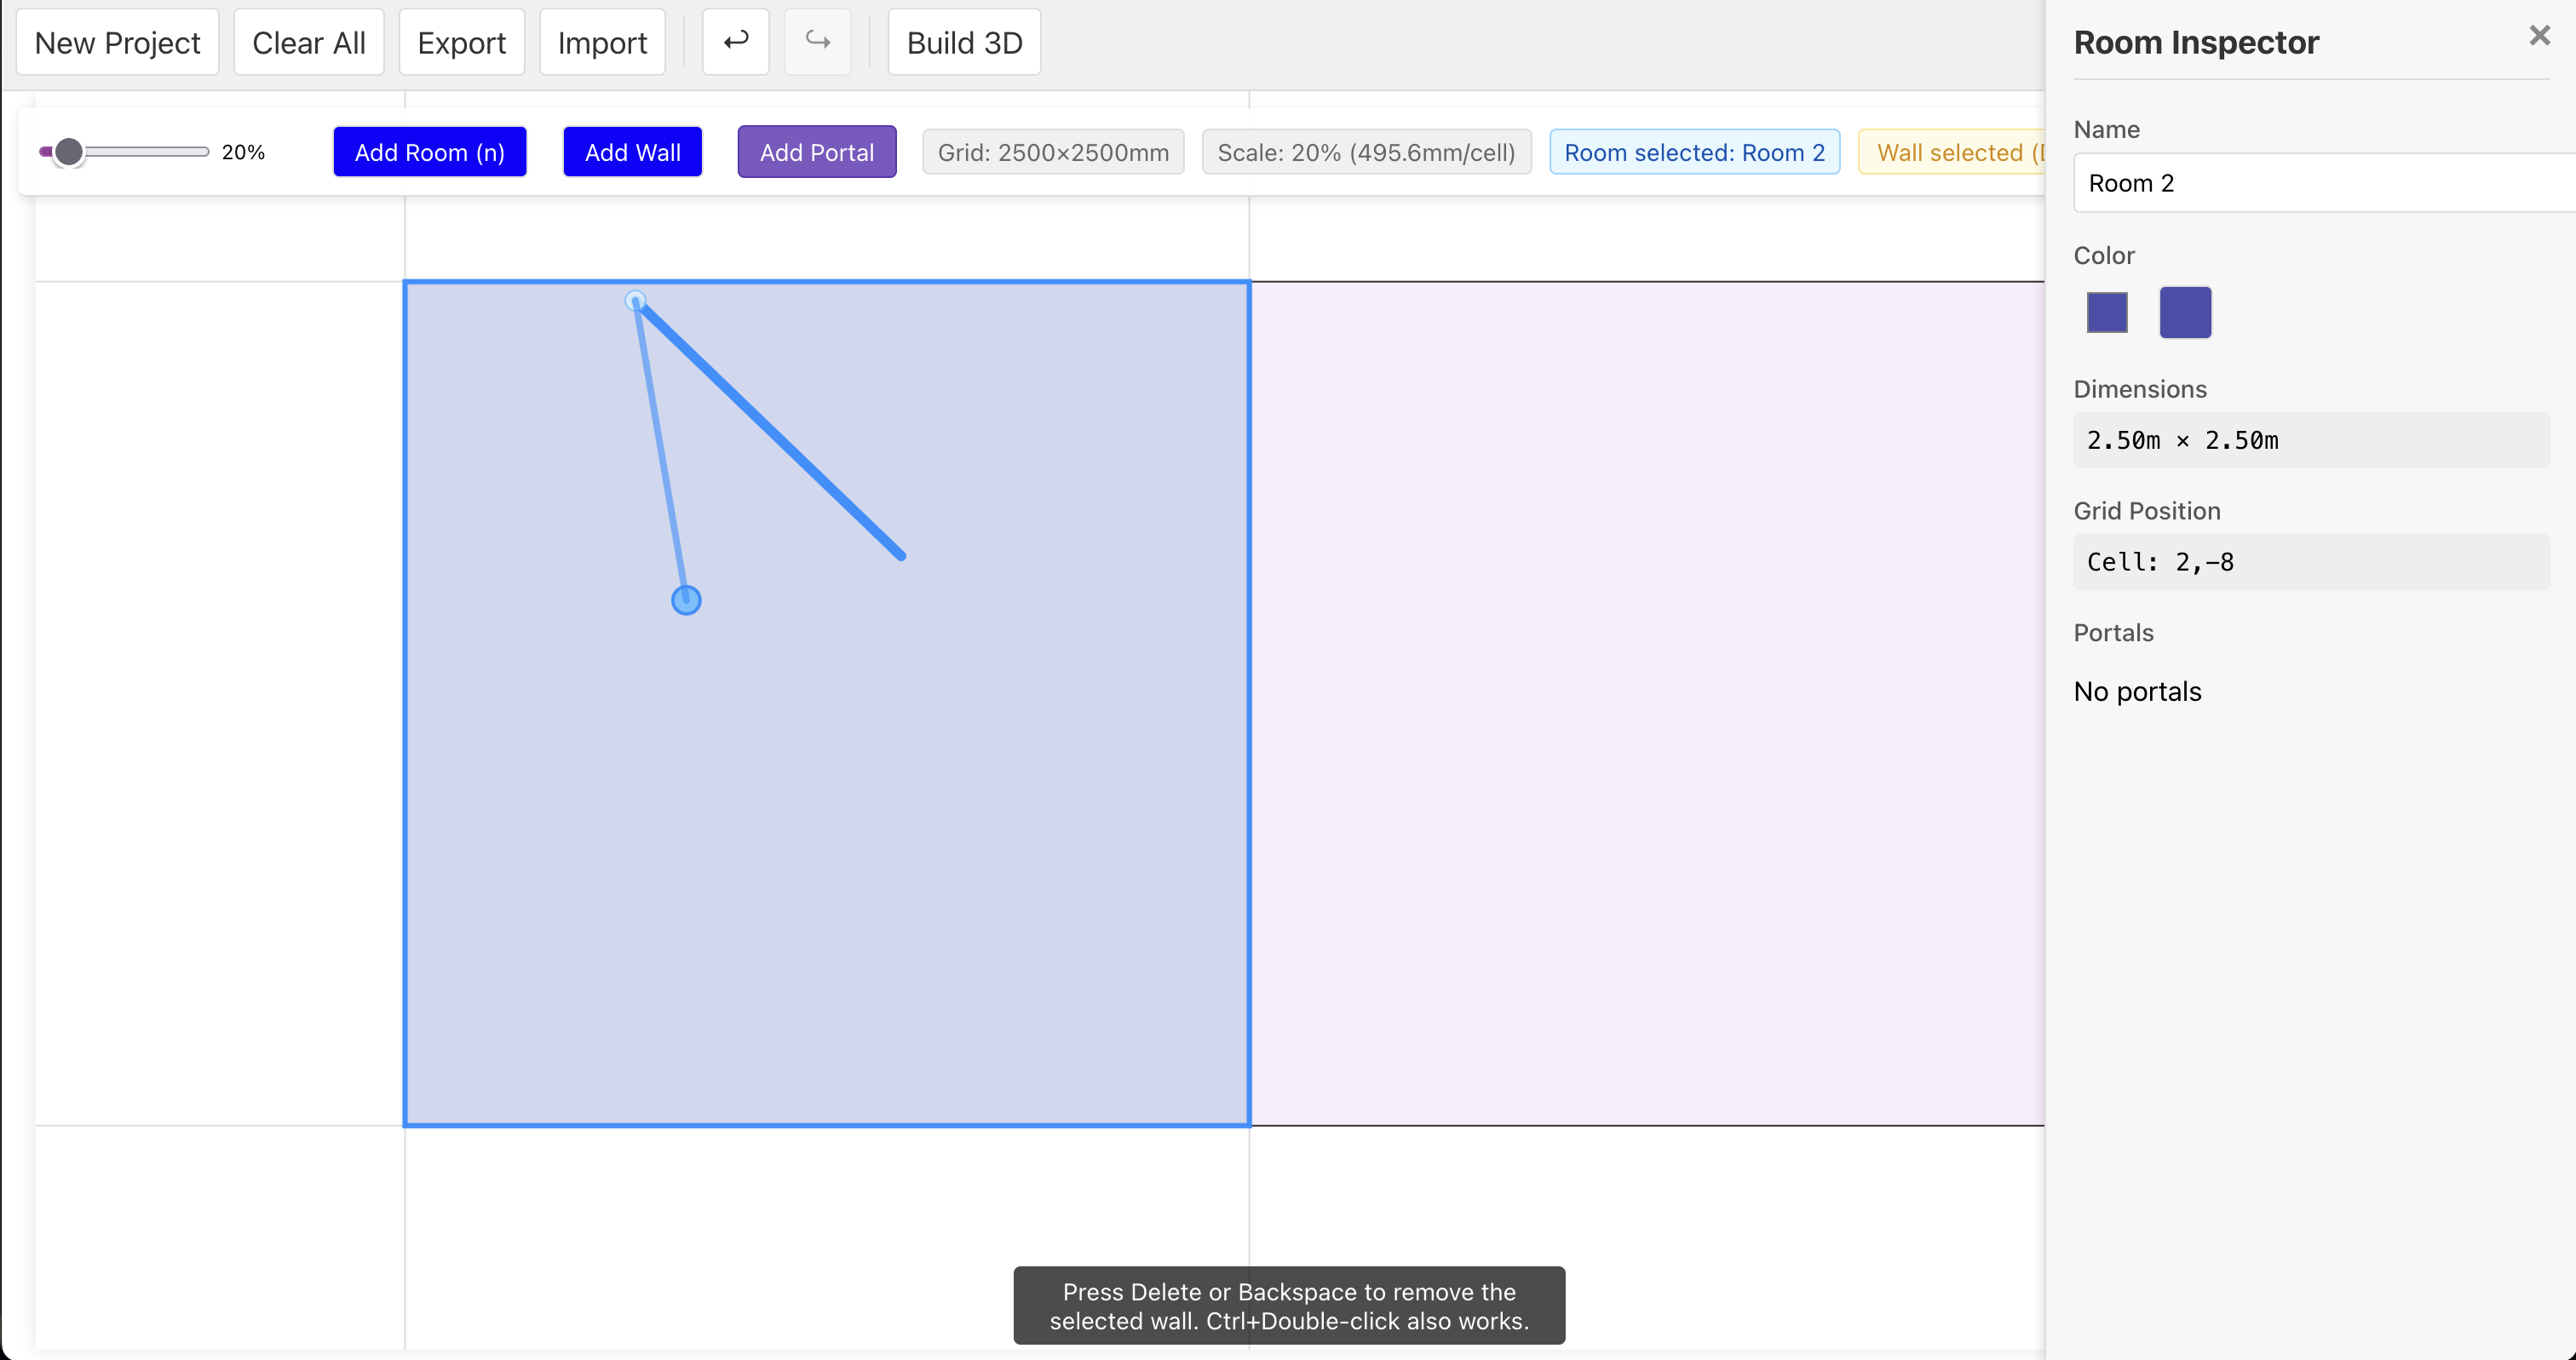 New Project Clear All Export Import ↩ ↪ Build 3D
Room Inspector ×
20% Add Room (n) Add Wall Add Portal Grid: 2500×2500mm Scale: 20% (495.6mm/cell) Room selected: Room 2 Wall selected (
Name
Room 2
Color
Dimensions
2.50m × 2.50m
Grid Position
Cell: 2,-8
Portals
No portals
Press Delete or Backspace to remove the
selected wall. Ctrl+Double-click also works.